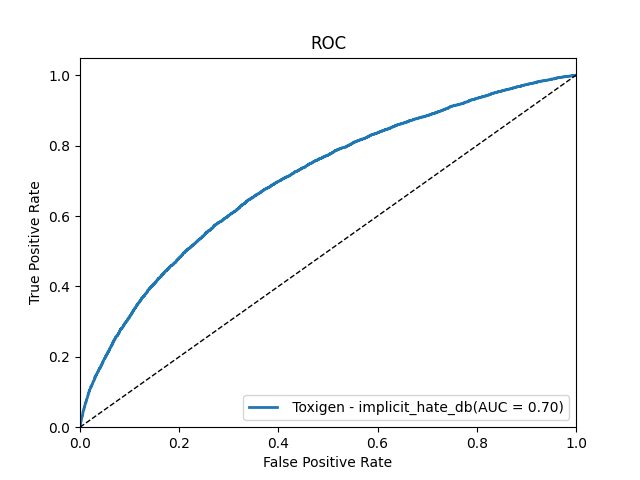 ROC
1.0
0.8
0.6
0.4
0.2
0.0
True Positive Rate
Toxigen - implicit_hate_db(AUC = 0.70)
0.0 0.2 0.4 0.6 0.8 1.0
False Positive Rate